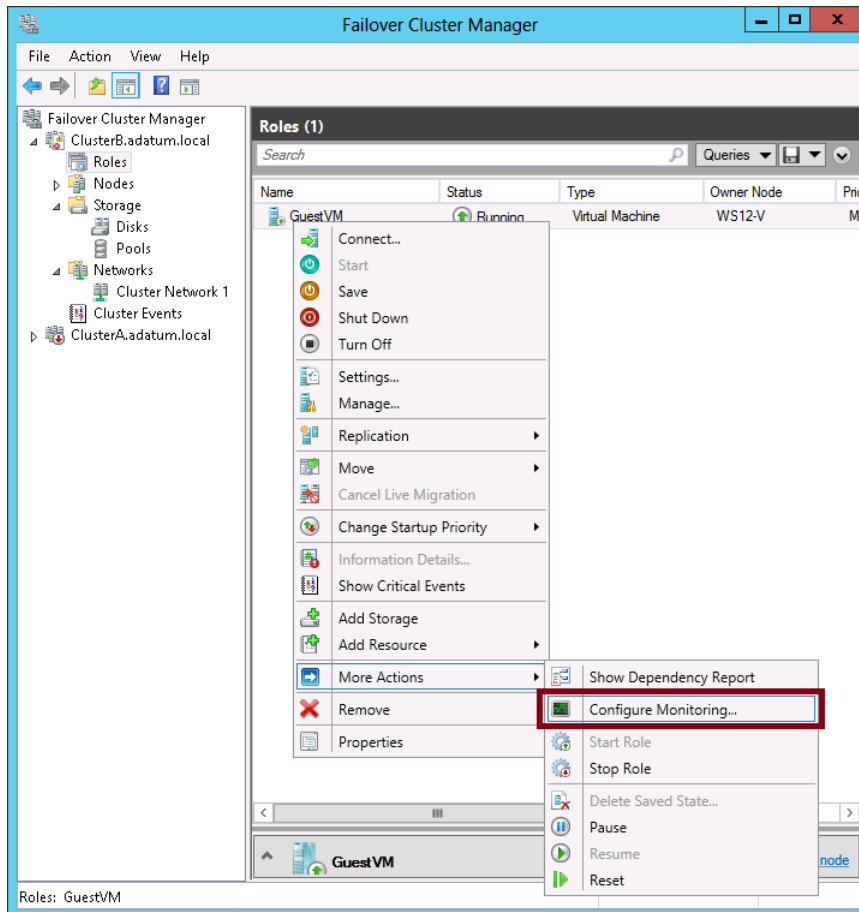 Failover Cluster Manager
File Action View Help
Failover Cluster Manager
ClusterB.adatum.local
Roles
Nodes
Storage
Disks
Pools
Networks
Cluster Network 1
Cluster Events
ClusterA.adatum.local
Roles (1)
Search
Queries
Name Status Type Owner Node Pri
GuestVM Running Virtual Machine WS12-V M
Connect...
Start
Save
Shut Down
Turn Off
Settings...
Manage...
Replication
Move
Cancel Live Migration
Change Startup Priority
Information Details...
Show Critical Events
Add Storage
Add Resource
More Actions
Remove
Properties
Show Dependency Report
Configure Monitoring...
Start Role
Stop Role
Delete Saved State...
Pause
Resume
Reset
GuestVM
node
Roles: GuestVM